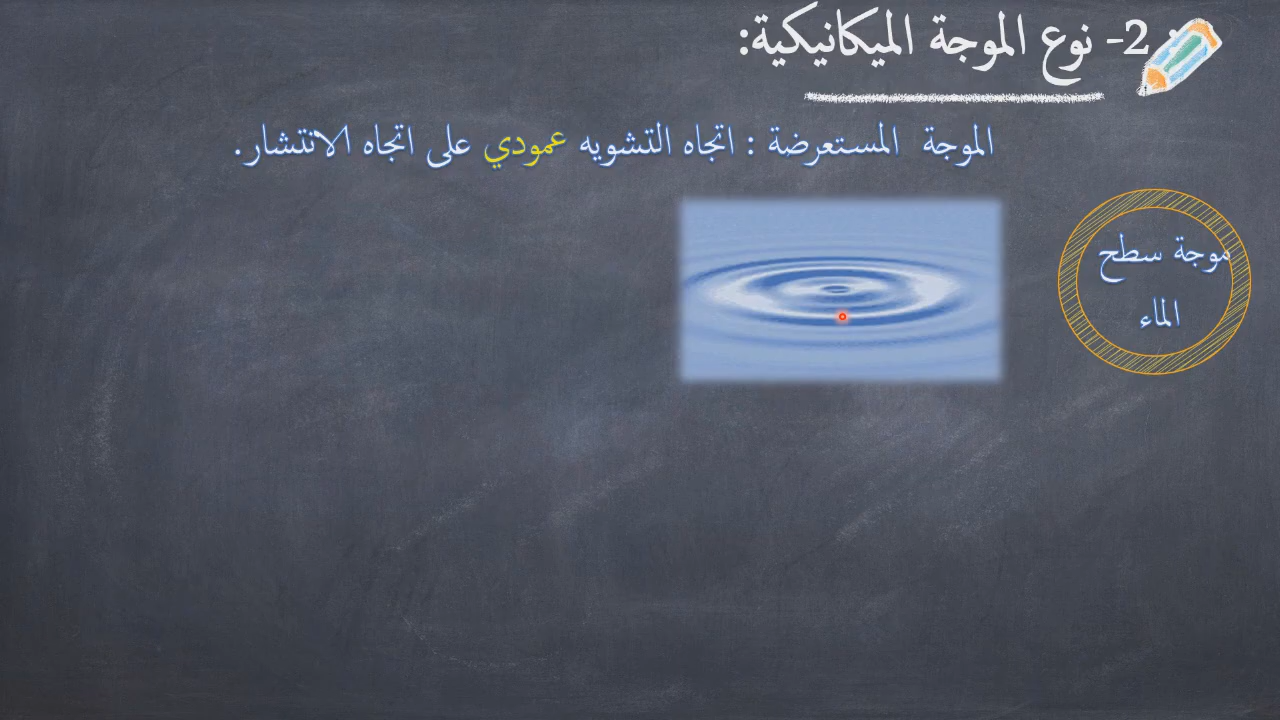 2- نوع الموجة الميكانيكية:
الموجة المستعرضة : اتجاه التشويه عمودي على اتجاه الانتشار.
موجة سطح
الماء